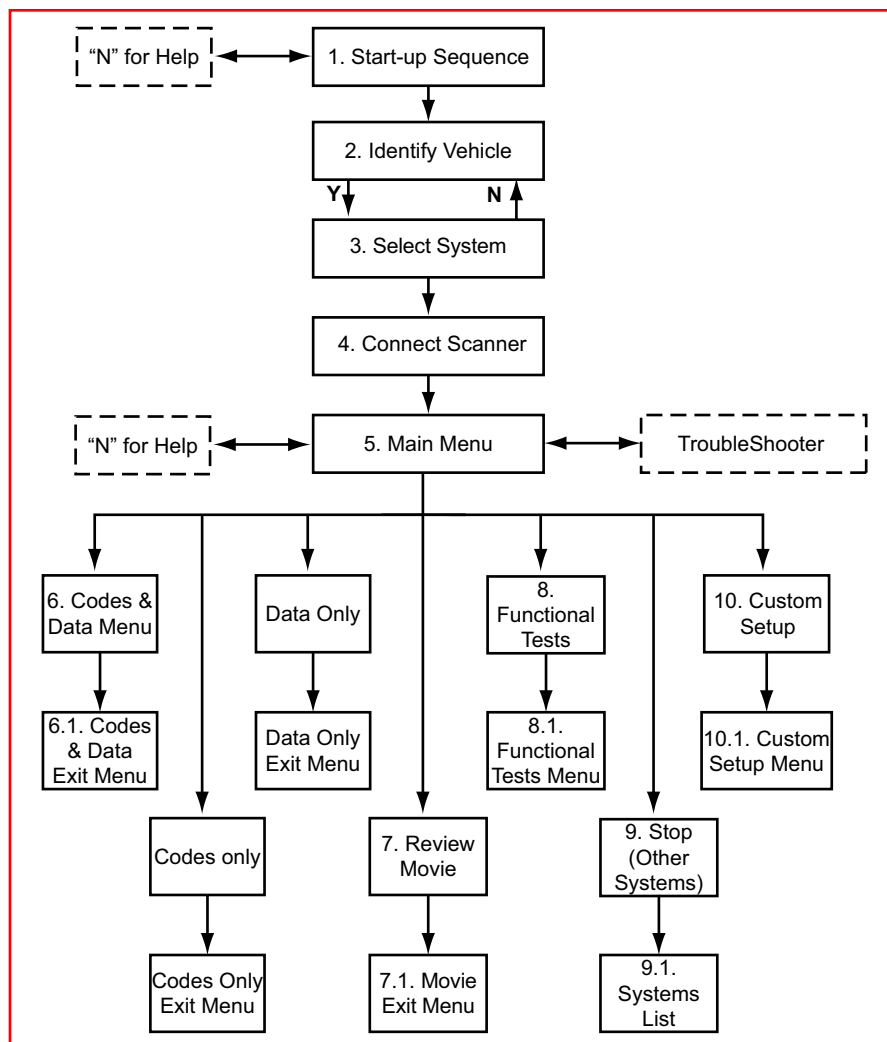 “N” for Help
1. Start-up Sequence
2. Identify Vehicle
Y
N
3. Select System
4. Connect Scanner
“N” for Help
5. Main Menu
TroubleShooter
6. Codes &
Data Menu
Data Only
8.
Functional
Tests
10. Custom
Setup
6.1. Codes
& Data
Exit Menu
Data Only
Exit Menu
8.1.
Functional
Tests Menu
10.1. Custom
Setup Menu
Codes only
7. Review
Movie
9. Stop
(Other
Systems)
Codes Only
Exit Menu
7.1. Movie
Exit Menu
9.1.
Systems
List